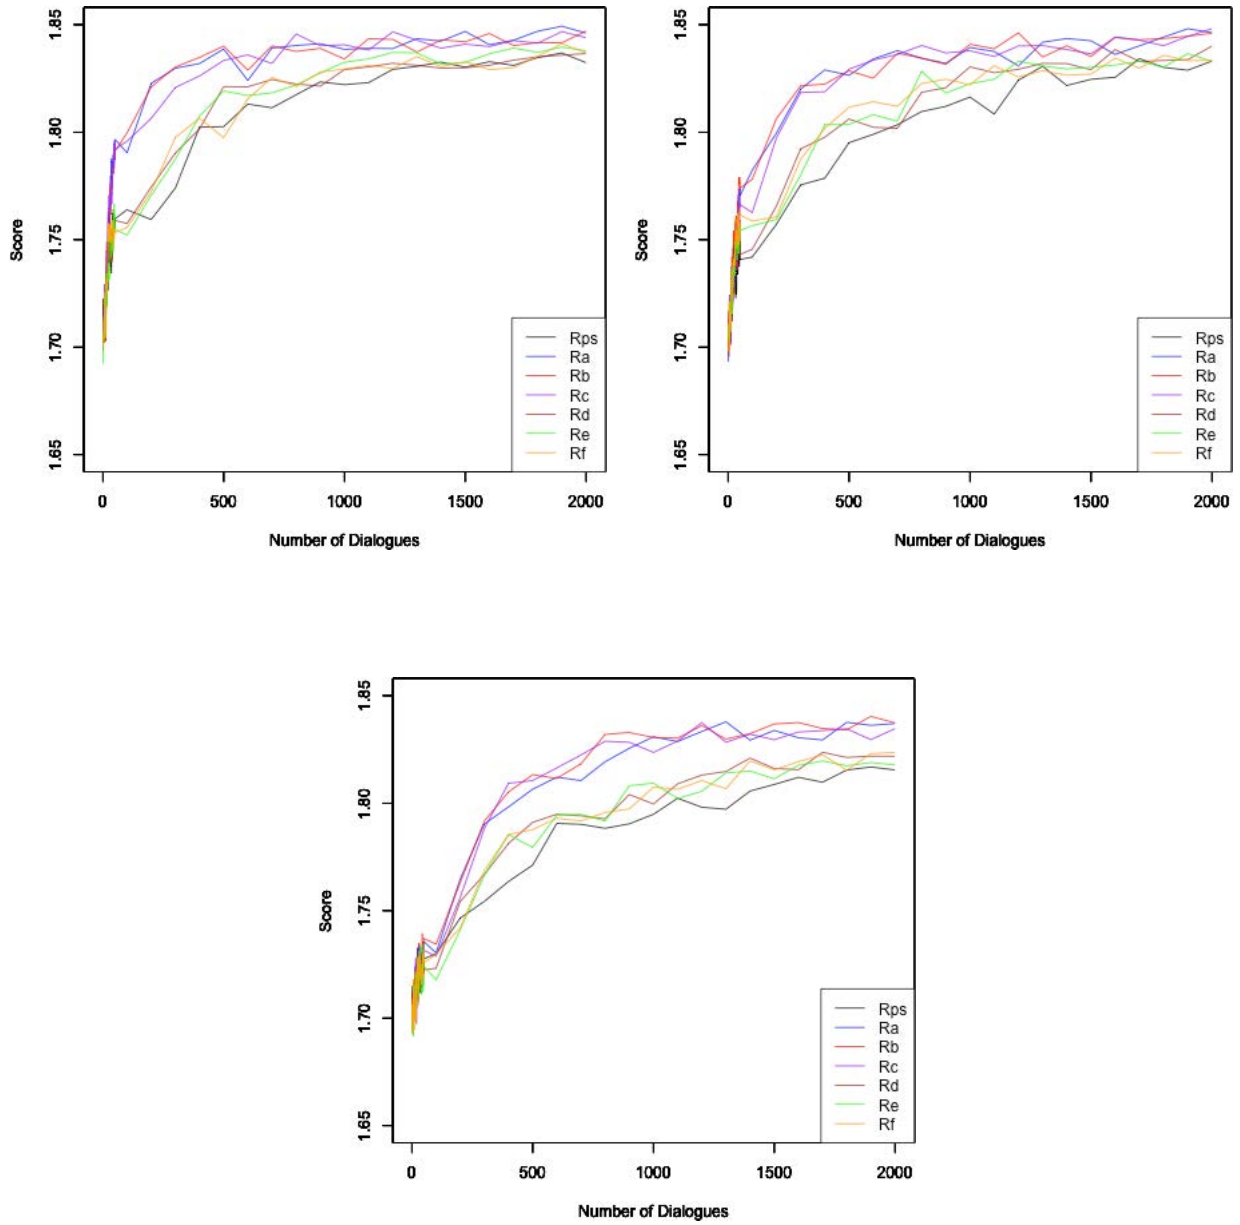 Score
1.85
1.80
1.75
1.70
1.65
Rps
Ra
Rb
Rc
Rd
Re
Rf
0 500 1000 1500 2000
Number of Dialogues
Score
1.85
1.80
1.75
1.70
1.65
Rps
Ra
Rb
Rc
Rd
Re
Rf
0 500 1000 1500 2000
Number of Dialogues
Score
1.85
1.80
1.75
1.70
1.65
Rps
Ra
Rb
Rc
Rd
Re
Rf
0 500 1000 1500 2000
Number of Dialogues